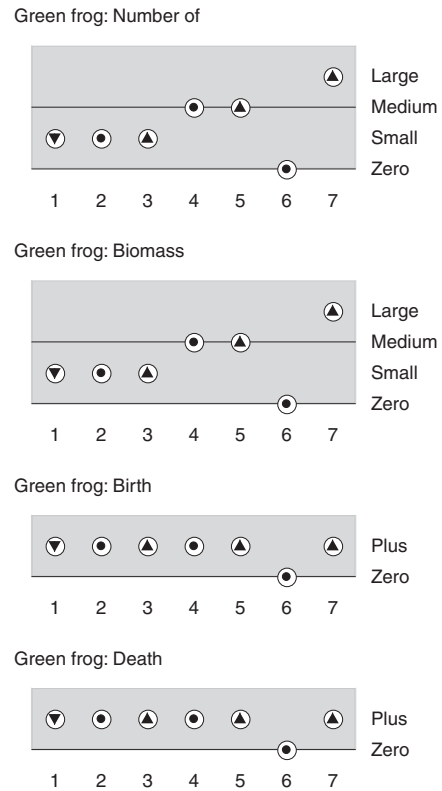 Green frog: Number of
Large
Medium
Small
Zero
1 2 3 4 5 6 7
Green frog: Biomass
Large
Medium
Small
Zero
1 2 3 4 5 6 7
Green frog: Birth
Plus
Zero
1 2 3 4 5 6 7
Green frog: Death
Plus
Zero
1 2 3 4 5 6 7